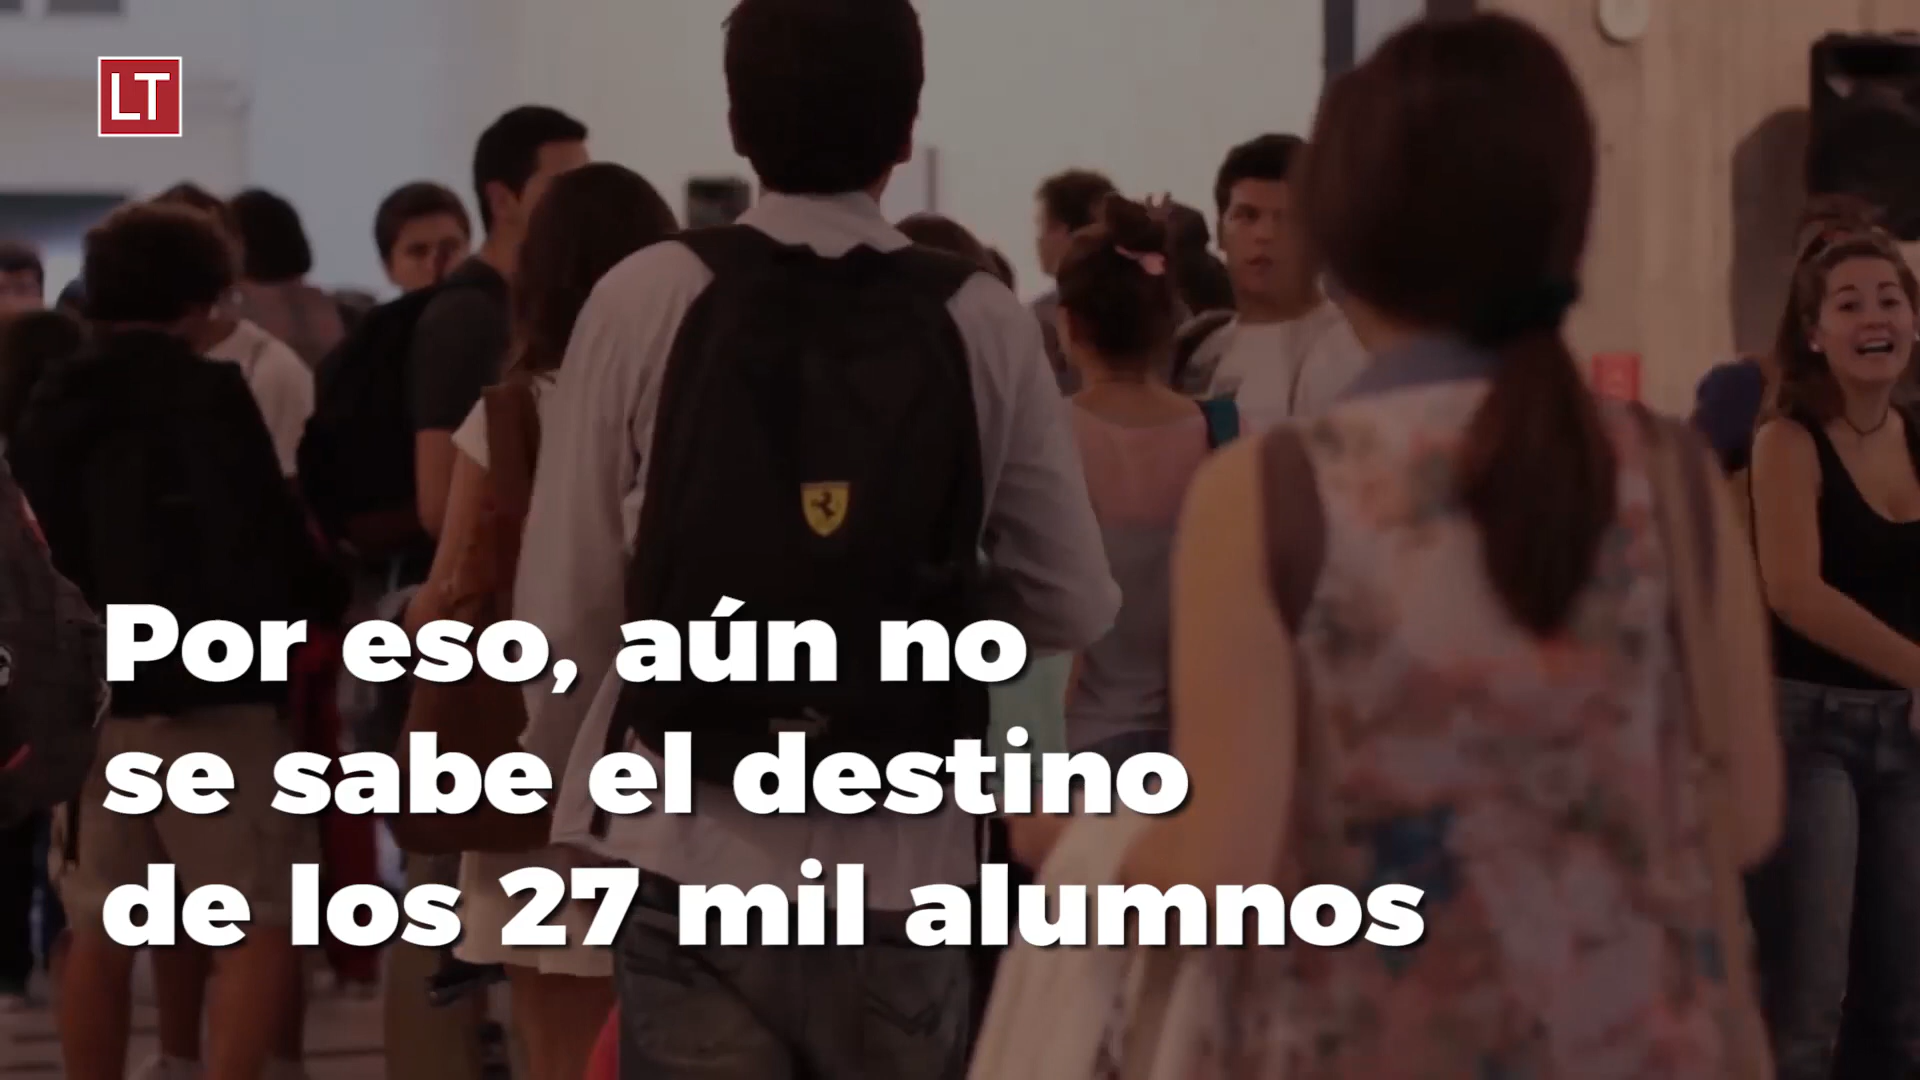 LT
Por eso, aún no
se sabe el destino
de los 27 mil alumnos